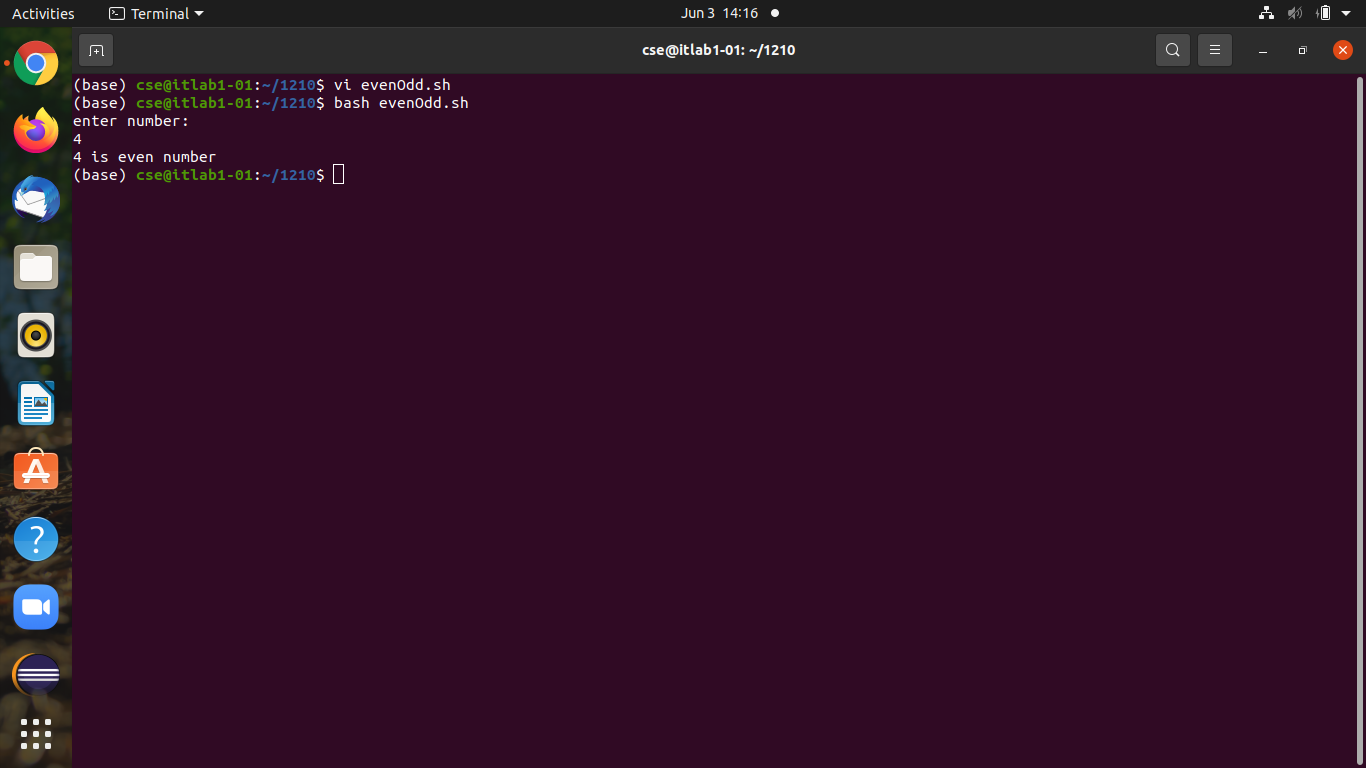 Activities Terminal Jun 3 14:16
cse@itlab1-01: ~/1210
(base) cse@itlab1-01:~/1210$ vi evenOdd.sh
(base) cse@itlab1-01:~/1210$ bash evenOdd.sh
enter number:
4
4 is even number
(base) cse@itlab1-01:~/1210$